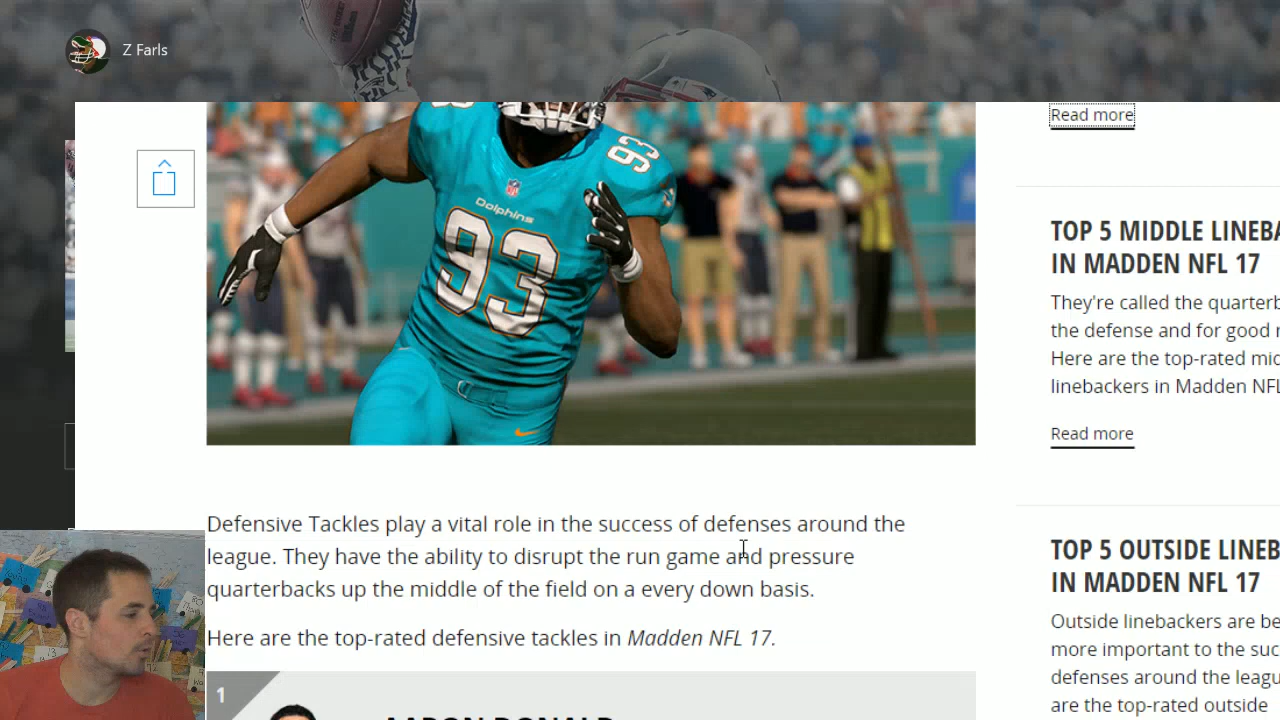 Z Farls
Dolphins
93
93
Defensive Tackles play a vital role in the success of defenses around the
league. They have the ability to disrupt the run game and pressure
quarterbacks up the middle of the field on a every down basis.
Here are the top-rated defensive tackles in Madden NFL 17.
1
AARON DONALD
Read more
TOP 5 MIDDLE LINEBA
IN MADDEN NFL 17
They're called the quarterb
the defense and for good r
Here are the top-rated mid
linebackers in Madden NFL
Read more
TOP 5 OUTSIDE LINEB
IN MADDEN NFL 17
Outside linebackers are be
more important to the suc
defenses around the leagu
are the top-rated outside